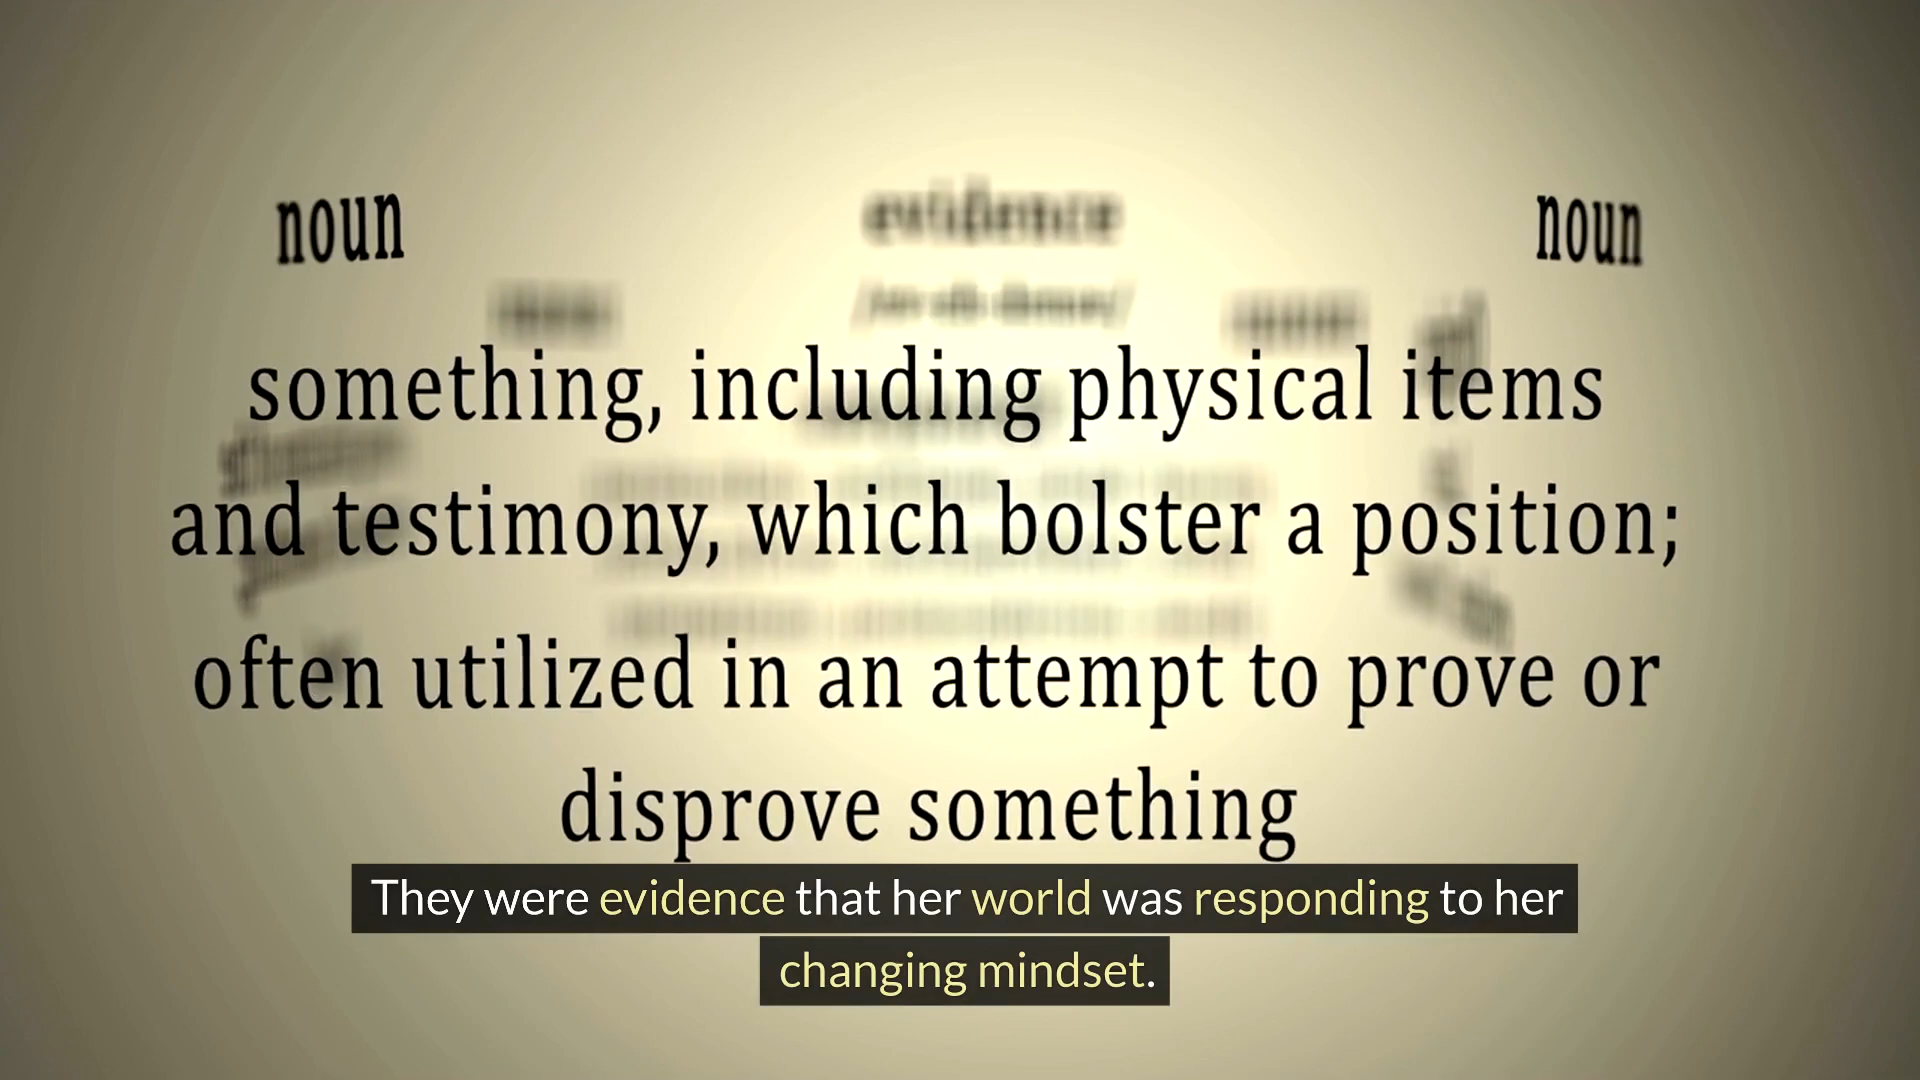 noun
evidence
noun
something, including physical items
and testimony, which bolster a position;
often utilized in an attempt to prove or
disprove something
They were evidence that her world was responding to her
changing mindset.